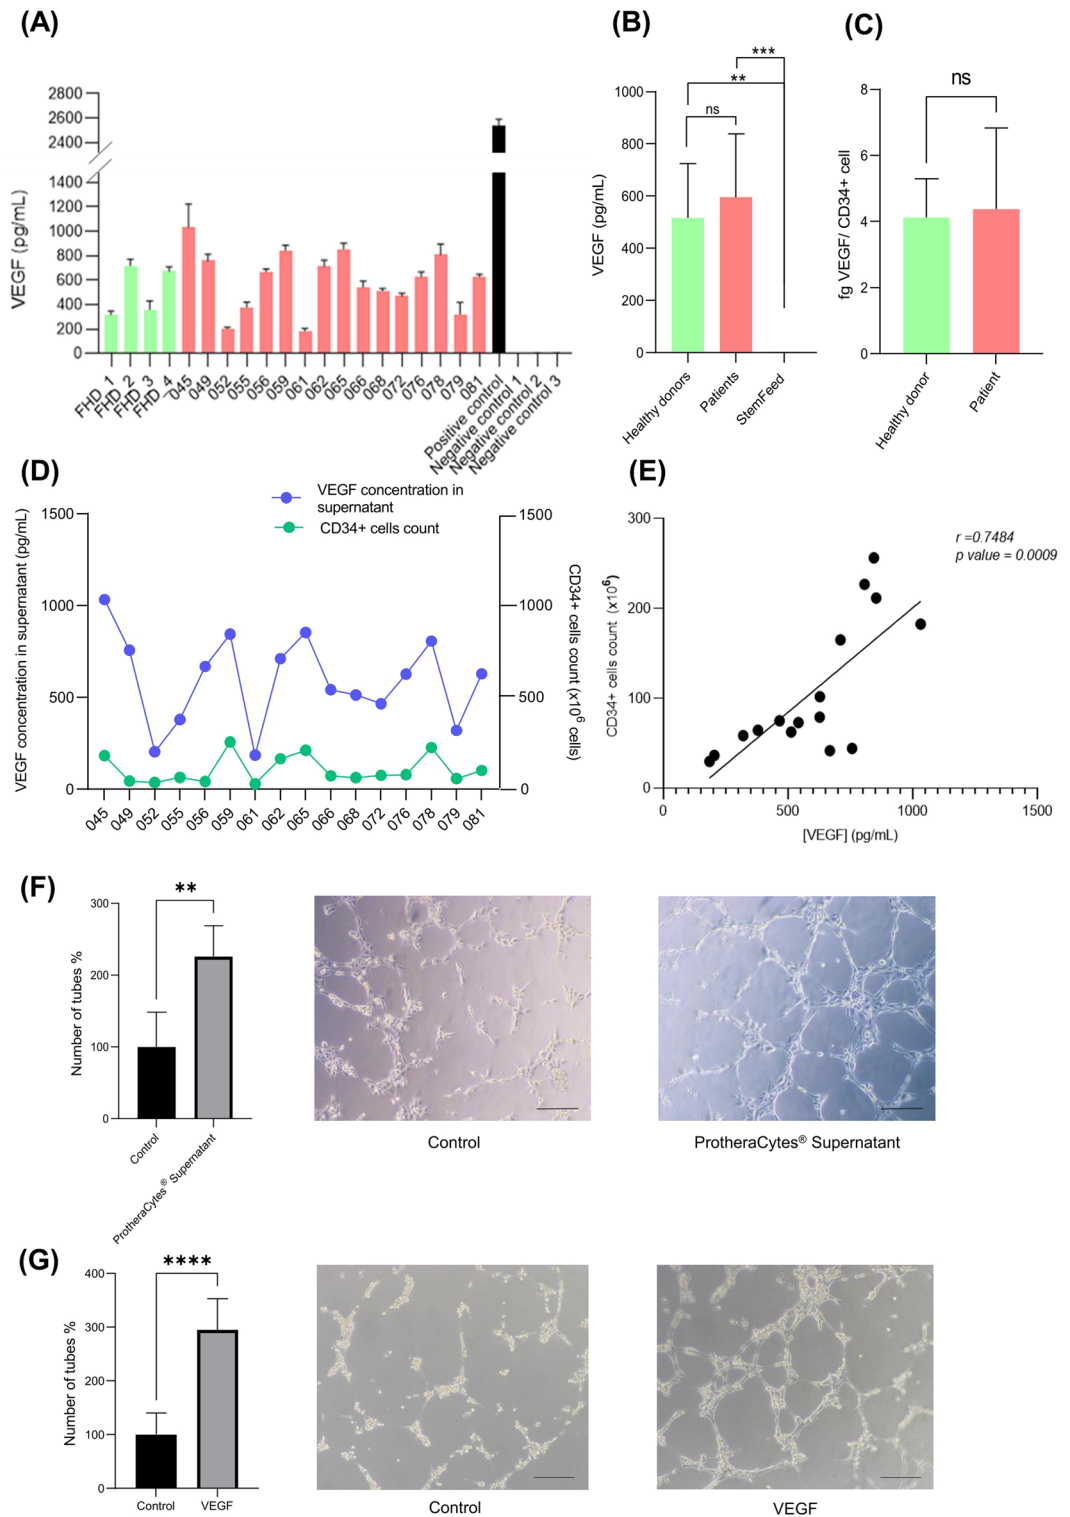 (A)
2800
2600
2400
1400
1200
1000
800
600
400
200
0
VEGF (pg/mL)
FHD_1
FHD_2
FHD_3
FHD_4
045
049
052
055
056
059
061
062
065
066
068
072
076
078
079
081
Positive control
Negative control 1
Negative control 2
Negative control 3
(B)
***
**
ns
1000
800
600
400
200
0
VEGF (pg/mL)
Healthy donors
Patients
StemFeed
(C)
ns
8
6
4
2
0
fg VEGF/ CD34+ cell
Healthy donor
Patient
(D)
VEGF concentration in
supernatant
CD34+ cells count
1500
1000
500
0
VEGF concentration in supernatant (pg/mL)
1500
1000
500
0
CD34+ cells count (x10⁶ cells)
045
049
052
055
056
059
061
062
065
066
068
072
076
078
079
081
(E)
300
200
100
0
CD34+ cells count (x10⁶)
r =0.7484
p value = 0.0009
0
500
1000
1500
[VEGF] (pg/mL)
(F)
**
300
200
100
0
Number of tubes %
Control
ProtheraCytes® Supernatant
Control
ProtheraCytes® Supernatant
(G)
****
400
300
200
100
0
Number of tubes %
Control
VEGF
Control
VEGF